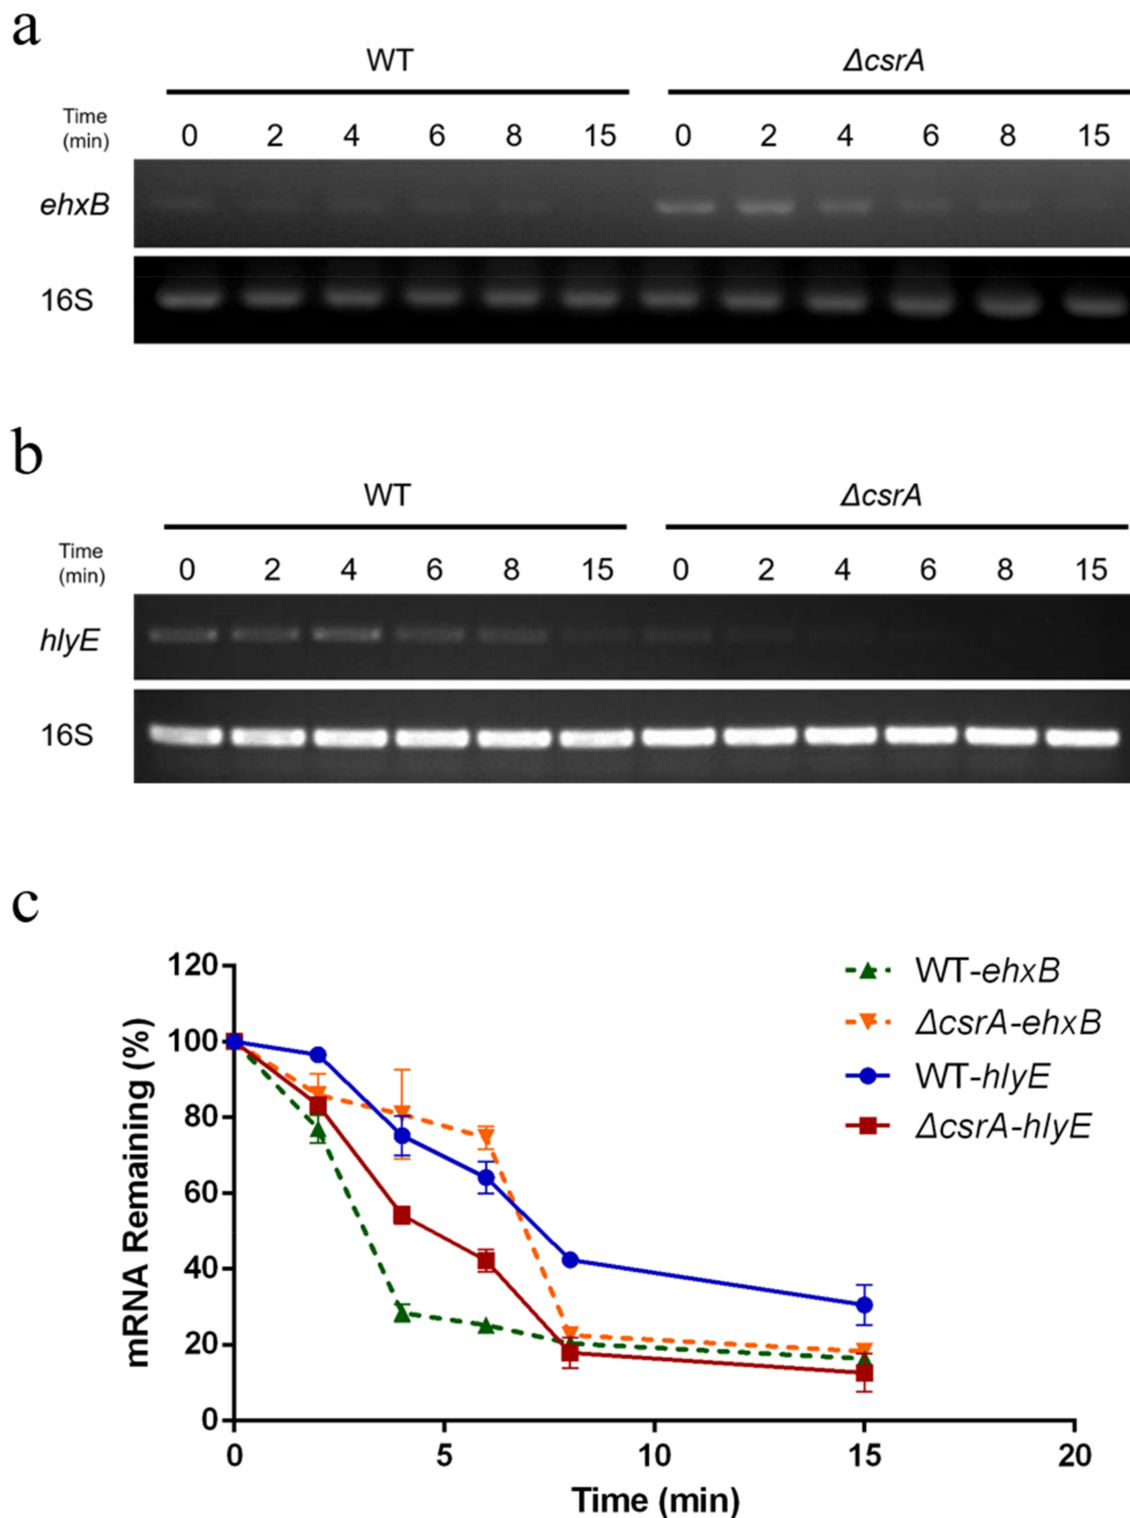 a
WT ΔcsrA
Time
(min) 0 2 4 6 8 15 0 2 4 6 8 15
ehxB
16S
b
WT ΔcsrA
Time
(min) 0 2 4 6 8 15 0 2 4 6 8 15
hlyE
16S
c
120
100
80
60
40
20
0
mRNA Remaining (%)
WT-ehxB
ΔcsrA-ehxB
WT-hlyE
ΔcsrA-hlyE
0 5 10 15 20
Time (min)